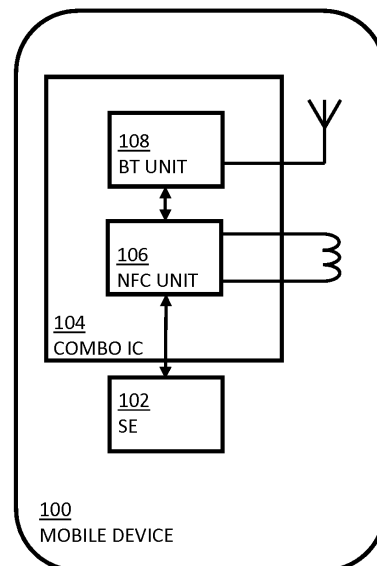 108
BT UNIT
106
NFC UNIT
104
COMBO IC
102
SE
100
MOBILE DEVICE